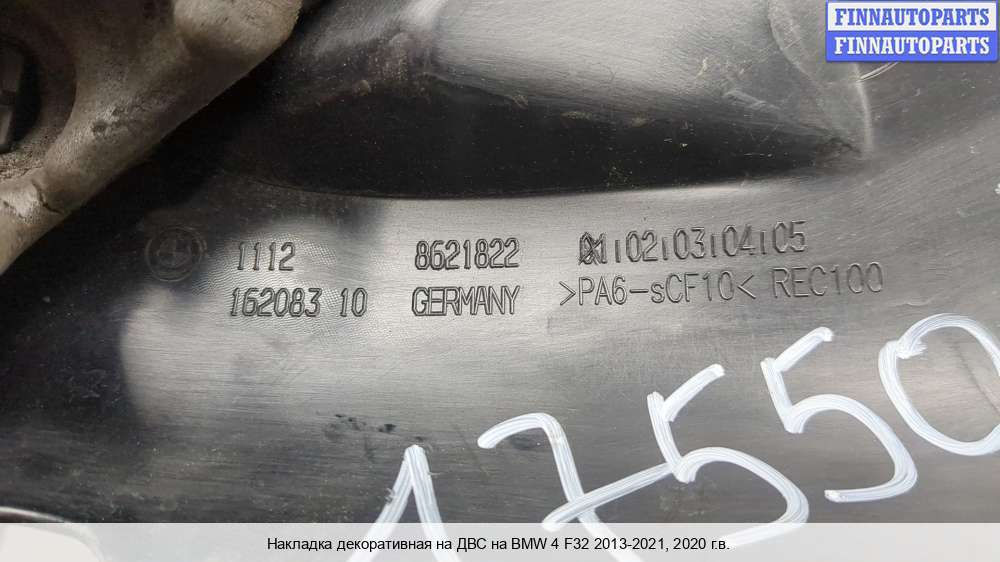 FINNAUTOPARTS
FINNAUTOPARTS
1112 8621822 01 02 03 04 05
162083 10 GERMANY >PA6-sCF10< REC100
17550
Накладка декоративная на ДВС на BMW 4 F32 2013-2021, 2020 г.в.